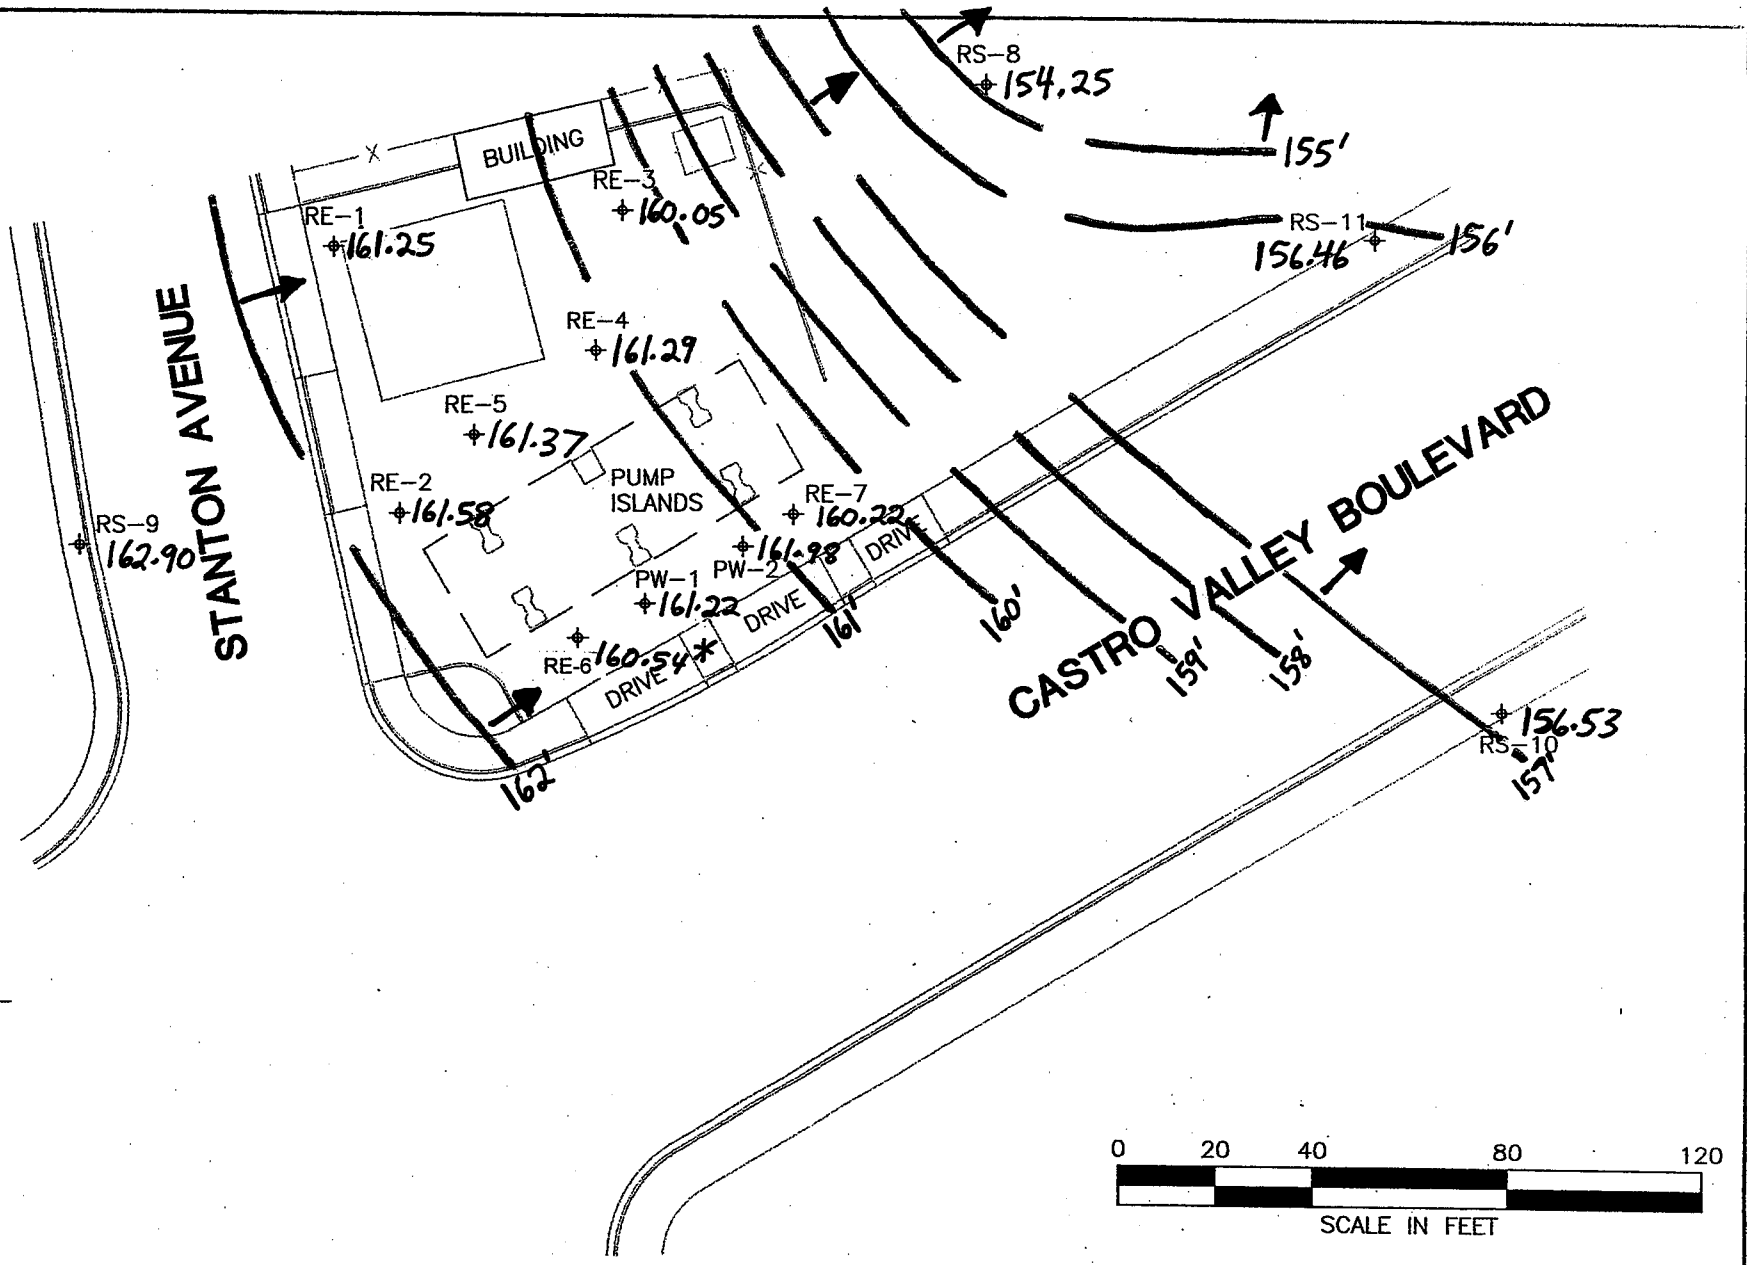 RS-8
154.25
BUILDING
155'
RE-3
160.05
RE-1
161.25
RS-11
156.46
156'
STANTON AVENUE
RE-4
161.29
RE-5
161.37
PUMP
ISLANDS
RE-2
161.58
RE-7
160.22
RS-9
162.90
DRIVE
161.98
PW-2
PW-1
161.22
DRIVE
161'
160'
CASTRO VALLEY BOULEVARD
RE-6
160.54*
DRIVE
159'
158'
156.53
RS-10
157'
162'
0 20 40 80 120
SCALE IN FEET